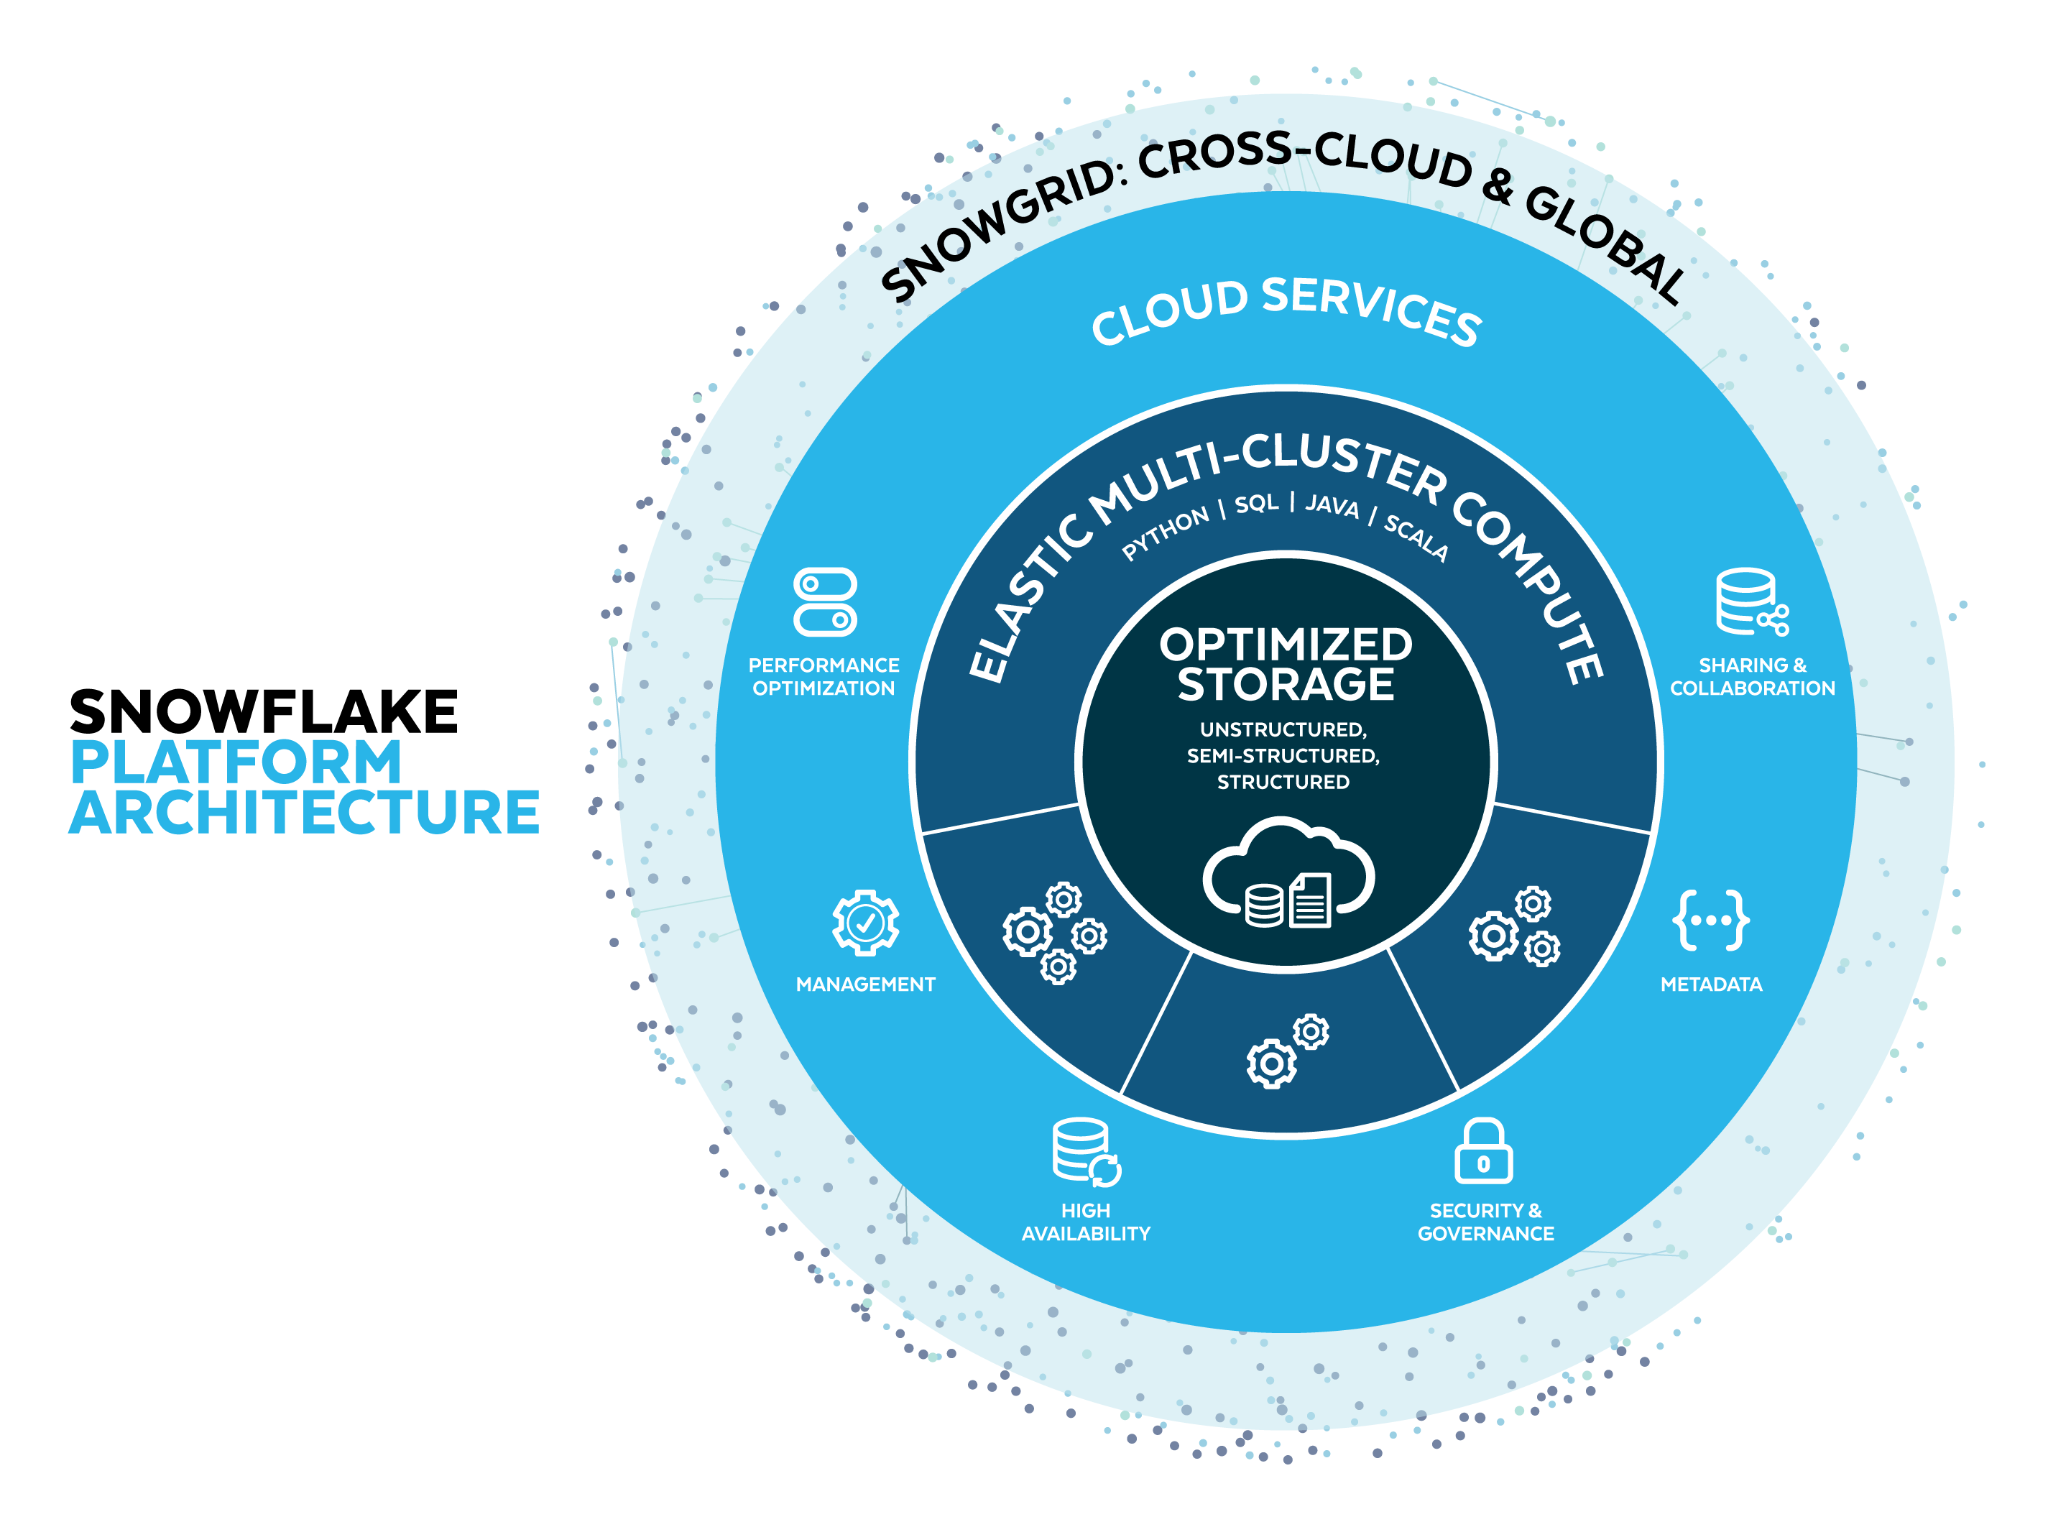 SNOWFLAKE
PLATFORM
ARCHITECTURE
SNOWGRID: CROSS-CLOUD & GLOBAL
CLOUD SERVICES
ELASTIC MULTI-CLUSTER COMPUTE
PYTHON | SQL | JAVA | SCALA
OPTIMIZED
STORAGE
UNSTRUCTURED,
SEMI-STRUCTURED,
STRUCTURED
PERFORMANCE
OPTIMIZATION
SHARING &
COLLABORATION
MANAGEMENT
METADATA
HIGH
AVAILABILITY
SECURITY &
GOVERNANCE